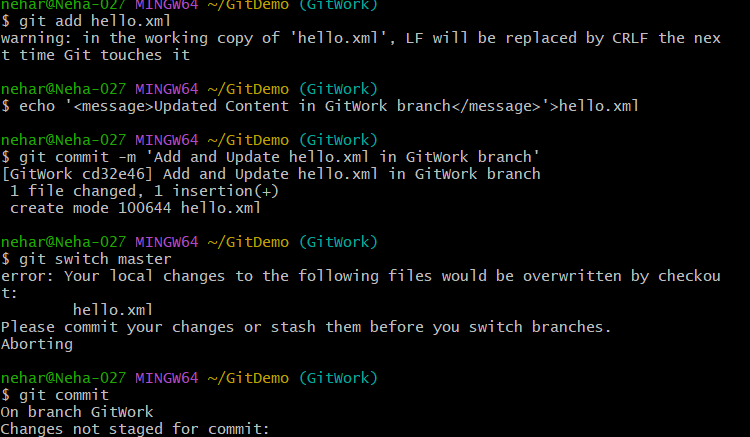 nehar@Neha-027 MINGW64 ~/GitDemo (GitWork)
$ git add hello.xml
warning: in the working copy of 'hello.xml', LF will be replaced by CRLF the nex
t time Git touches it
nehar@Neha-027 MINGW64 ~/GitDemo (GitWork)
$ echo '<message>Updated Content in GitWork branch</message>'>hello.xml
nehar@Neha-027 MINGW64 ~/GitDemo (GitWork)
$ git commit -m 'Add and Update hello.xml in GitWork branch'
[GitWork cd32e46] Add and Update hello.xml in GitWork branch
 1 file changed, 1 insertion(+)
 create mode 100644 hello.xml
nehar@Neha-027 MINGW64 ~/GitDemo (GitWork)
$ git switch master
error: Your local changes to the following files would be overwritten by checkou
t:
        hello.xml
Please commit your changes or stash them before you switch branches.
Aborting
nehar@Neha-027 MINGW64 ~/GitDemo (GitWork)
$ git commit
On branch GitWork
Changes not staged for commit: